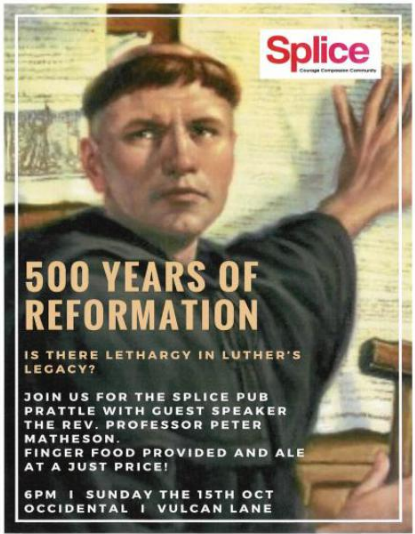 Splice
Courage Compassion Community
500 YEARS OF
REFORMATION
IS THERE LETHARGY IN LUTHER'S
LEGACY?
JOIN US FOR THE SPLICE PUB
PRATTLE WITH GUEST SPEAKER
THE REV. PROFESSOR PETER
MATHESON.
FINGER FOOD PROVIDED AND ALE
AT A JUST PRICE!
6PM I SUNDAY THE 15TH OCT
OCCIDENTAL I VULCAN LANE